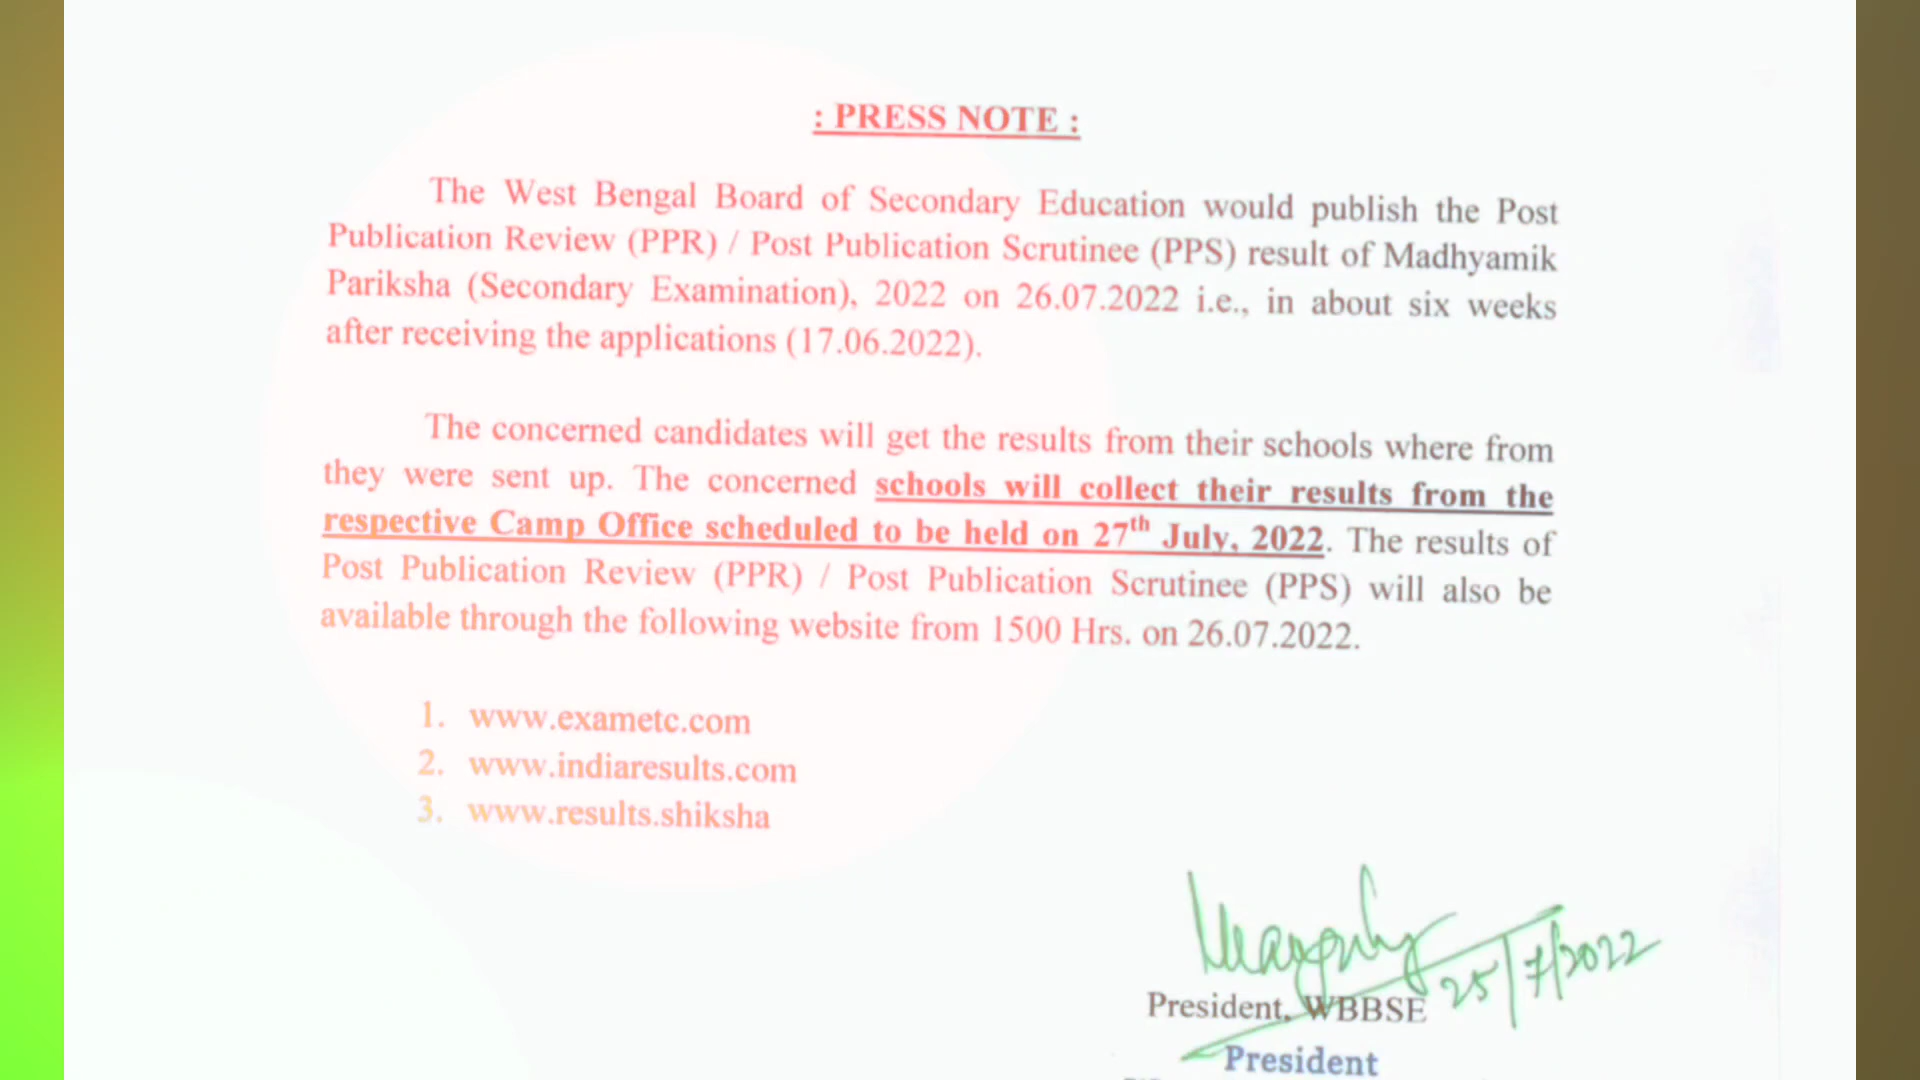 : PRESS NOTE :
The West Bengal Board of Secondary Education would publish the Post
Publication Review (PPR) / Post Publication Scrutinee (PPS) result of Madhyamik
Pariksha (Secondary Examination), 2022 on 26.07.2022 i.e., in about six weeks
after receiving the applications (17.06.2022).
The concerned candidates will get the results from their schools where from
they were sent up. The concerned schools will collect their results from the
respective Camp Office scheduled to be held on 27th July, 2022. The results of
Post Publication Review (PPR) / Post Publication Scrutinee (PPS) will also be
available through the following website from 1500 Hrs. on 26.07.2022.
1. www.exametc.com
2. www.indiaresults.com
3. www.results.shiksha
25/7/2022
President, WBBSE
President